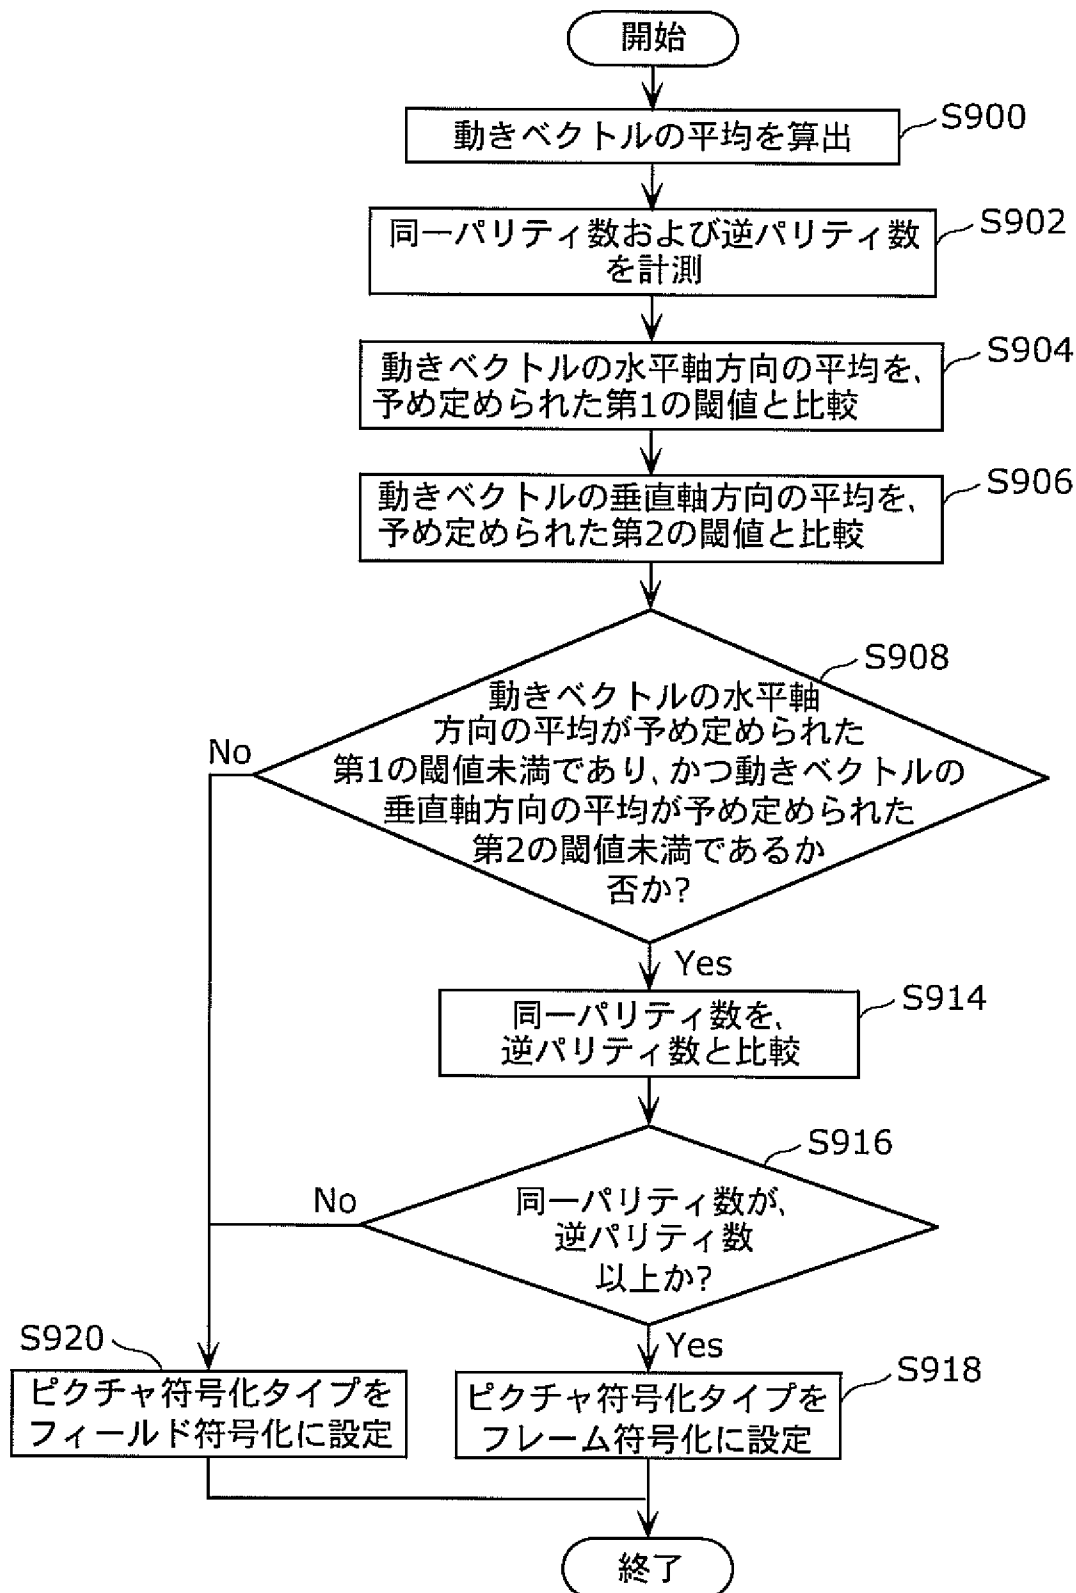 開始
S900
動きベクトルの平均を算出
S902
同一パリティ数および逆パリティ数
を計測
S904
動きベクトルの水平軸方向の平均を、
予め定められた第1の閾値と比較
S906
動きベクトルの垂直軸方向の平均を、
予め定められた第2の閾値と比較
S908
動きベクトルの水平軸
方向の平均が予め定められた
第1の閾値未満であり、かつ動きベクトルの
垂直軸方向の平均が予め定められた
第2の閾値未満であるか
否か?
No
Yes
S914
同一パリティ数を、
逆パリティ数と比較
S916
同一パリティ数が、
逆パリティ数
以上か?
No
Yes
S920
ピクチャ符号化タイプを
フィールド符号化に設定
S918
ピクチャ符号化タイプを
フレーム符号化に設定
終了